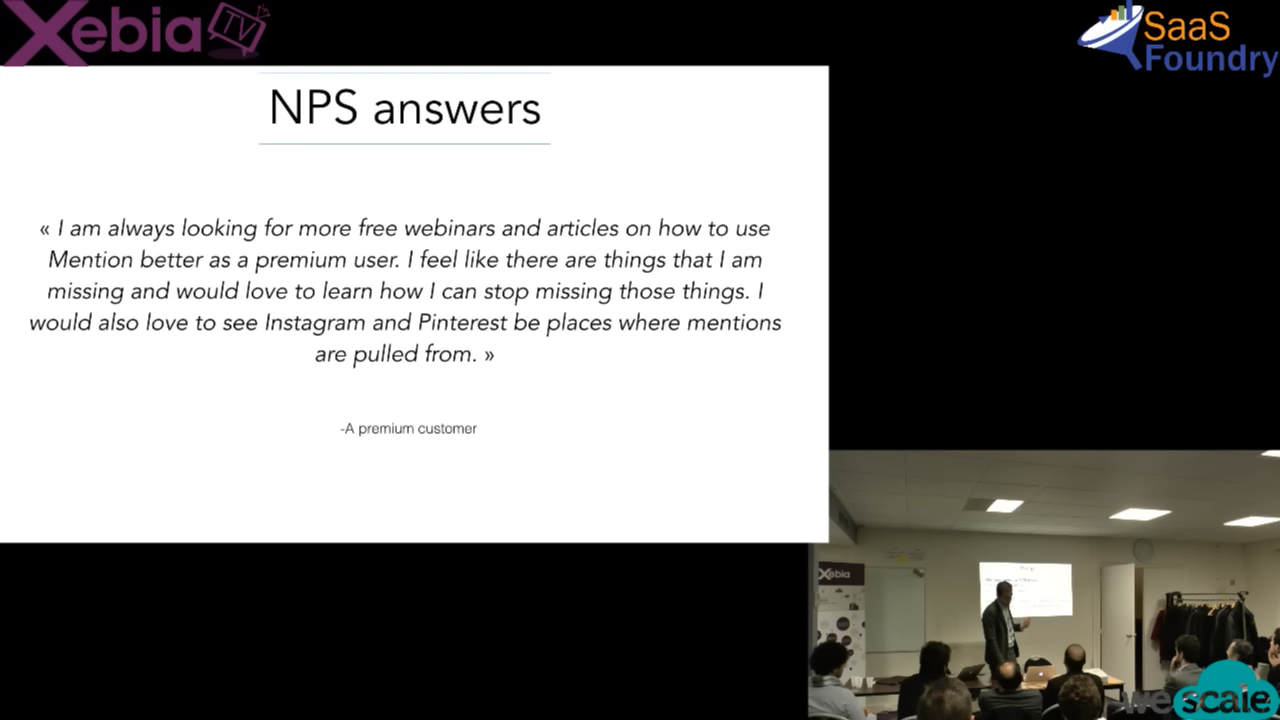 Xebia TV
SaaS
Foundry
NPS answers
« I am always looking for more free webinars and articles on how to use
Mention better as a premium user. I feel like there are things that I am
missing and would love to learn how I can stop missing those things. I
would also love to see Instagram and Pinterest be places where mentions
are pulled from. »
-A premium customer
Xebia
wescale